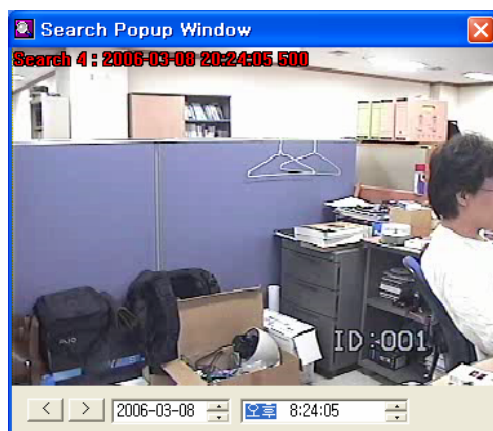 Search Popup Window
Search 4 : 2006-03-08 20:24:05 500
ID:001
< > 2006-03-08 오후 8:24:05